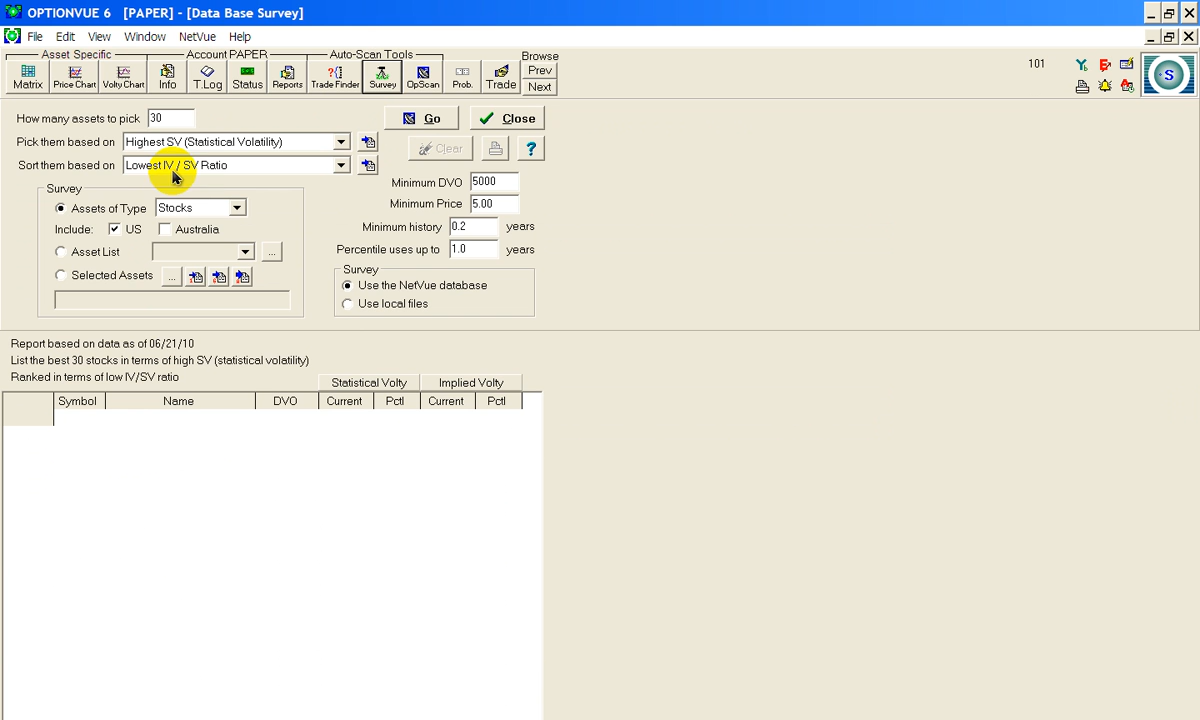 OPTIONVUE 6 [PAPER] - [Data Base Survey]
File Edit View Window NetVue Help
Asset Specific Account PAPER Auto-Scan Tools Browse
Matrix Price Chart Volty Chart Info T.Log Status Reports Trade Finder Survey OpScan Prob. Trade Prev
Next
101
S
How many assets to pick 30 Go Close
Pick them based on Highest SV (Statistical Volatility) Clear ?
Sort them based on Lowest IV / SV Ratio
Survey
Assets of Type Stocks
Include: US Australia
Asset List ...
Selected Assets ...
Minimum DVO 5000
Minimum Price 5.00
Minimum history 0.2 years
Percentile uses up to 1.0 years
Survey
Use the NetVue database
Use local files
Report based on data as of 06/21/10
List the best 30 stocks in terms of high SV (statistical volatility)
Ranked in terms of low IV/SV ratio
Statistical Volty Implied Volty
Symbol Name DVO Current Pctl Current Pctl